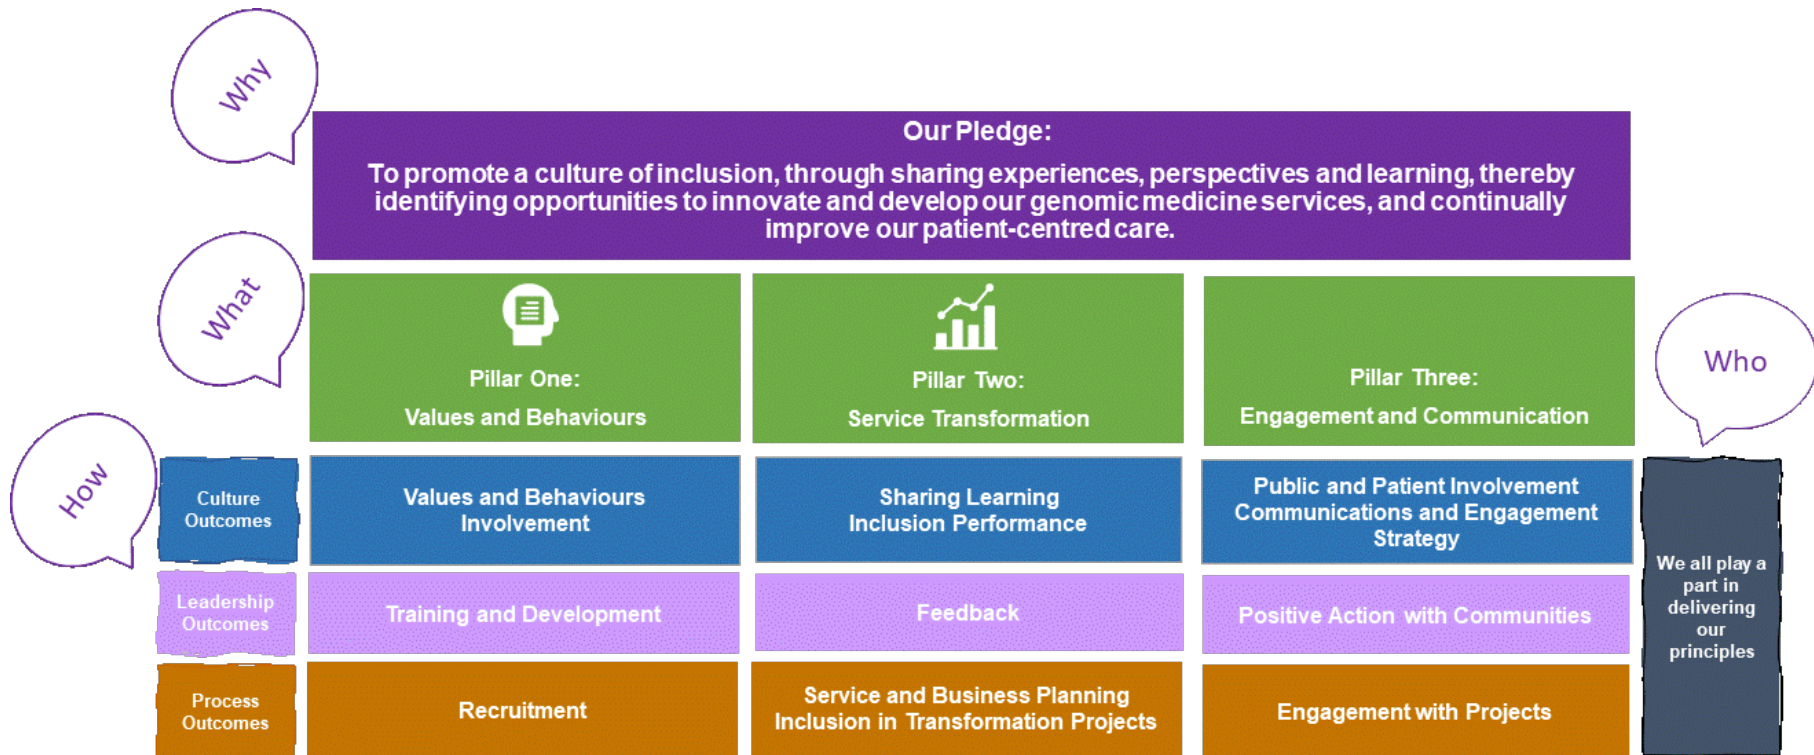 Why
Our Pledge:
To promote a culture of inclusion, through sharing experiences, perspectives and learning, thereby
identifying opportunities to innovate and develop our genomic medicine services, and continually
improve our patient-centred care.
What
Pillar One:
Values and Behaviours
Pillar Two:
Service Transformation
Pillar Three:
Engagement and Communication
Who
How
Culture
Outcomes
Values and Behaviours
Involvement
Sharing Learning
Inclusion Performance
Public and Patient Involvement
Communications and Engagement
Strategy
Leadership
Outcomes
Training and Development
Feedback
Positive Action with Communities
Process
Outcomes
Recruitment
Service and Business Planning
Inclusion in Transformation Projects
Engagement with Projects
We all play a
part in
delivering
our
principles